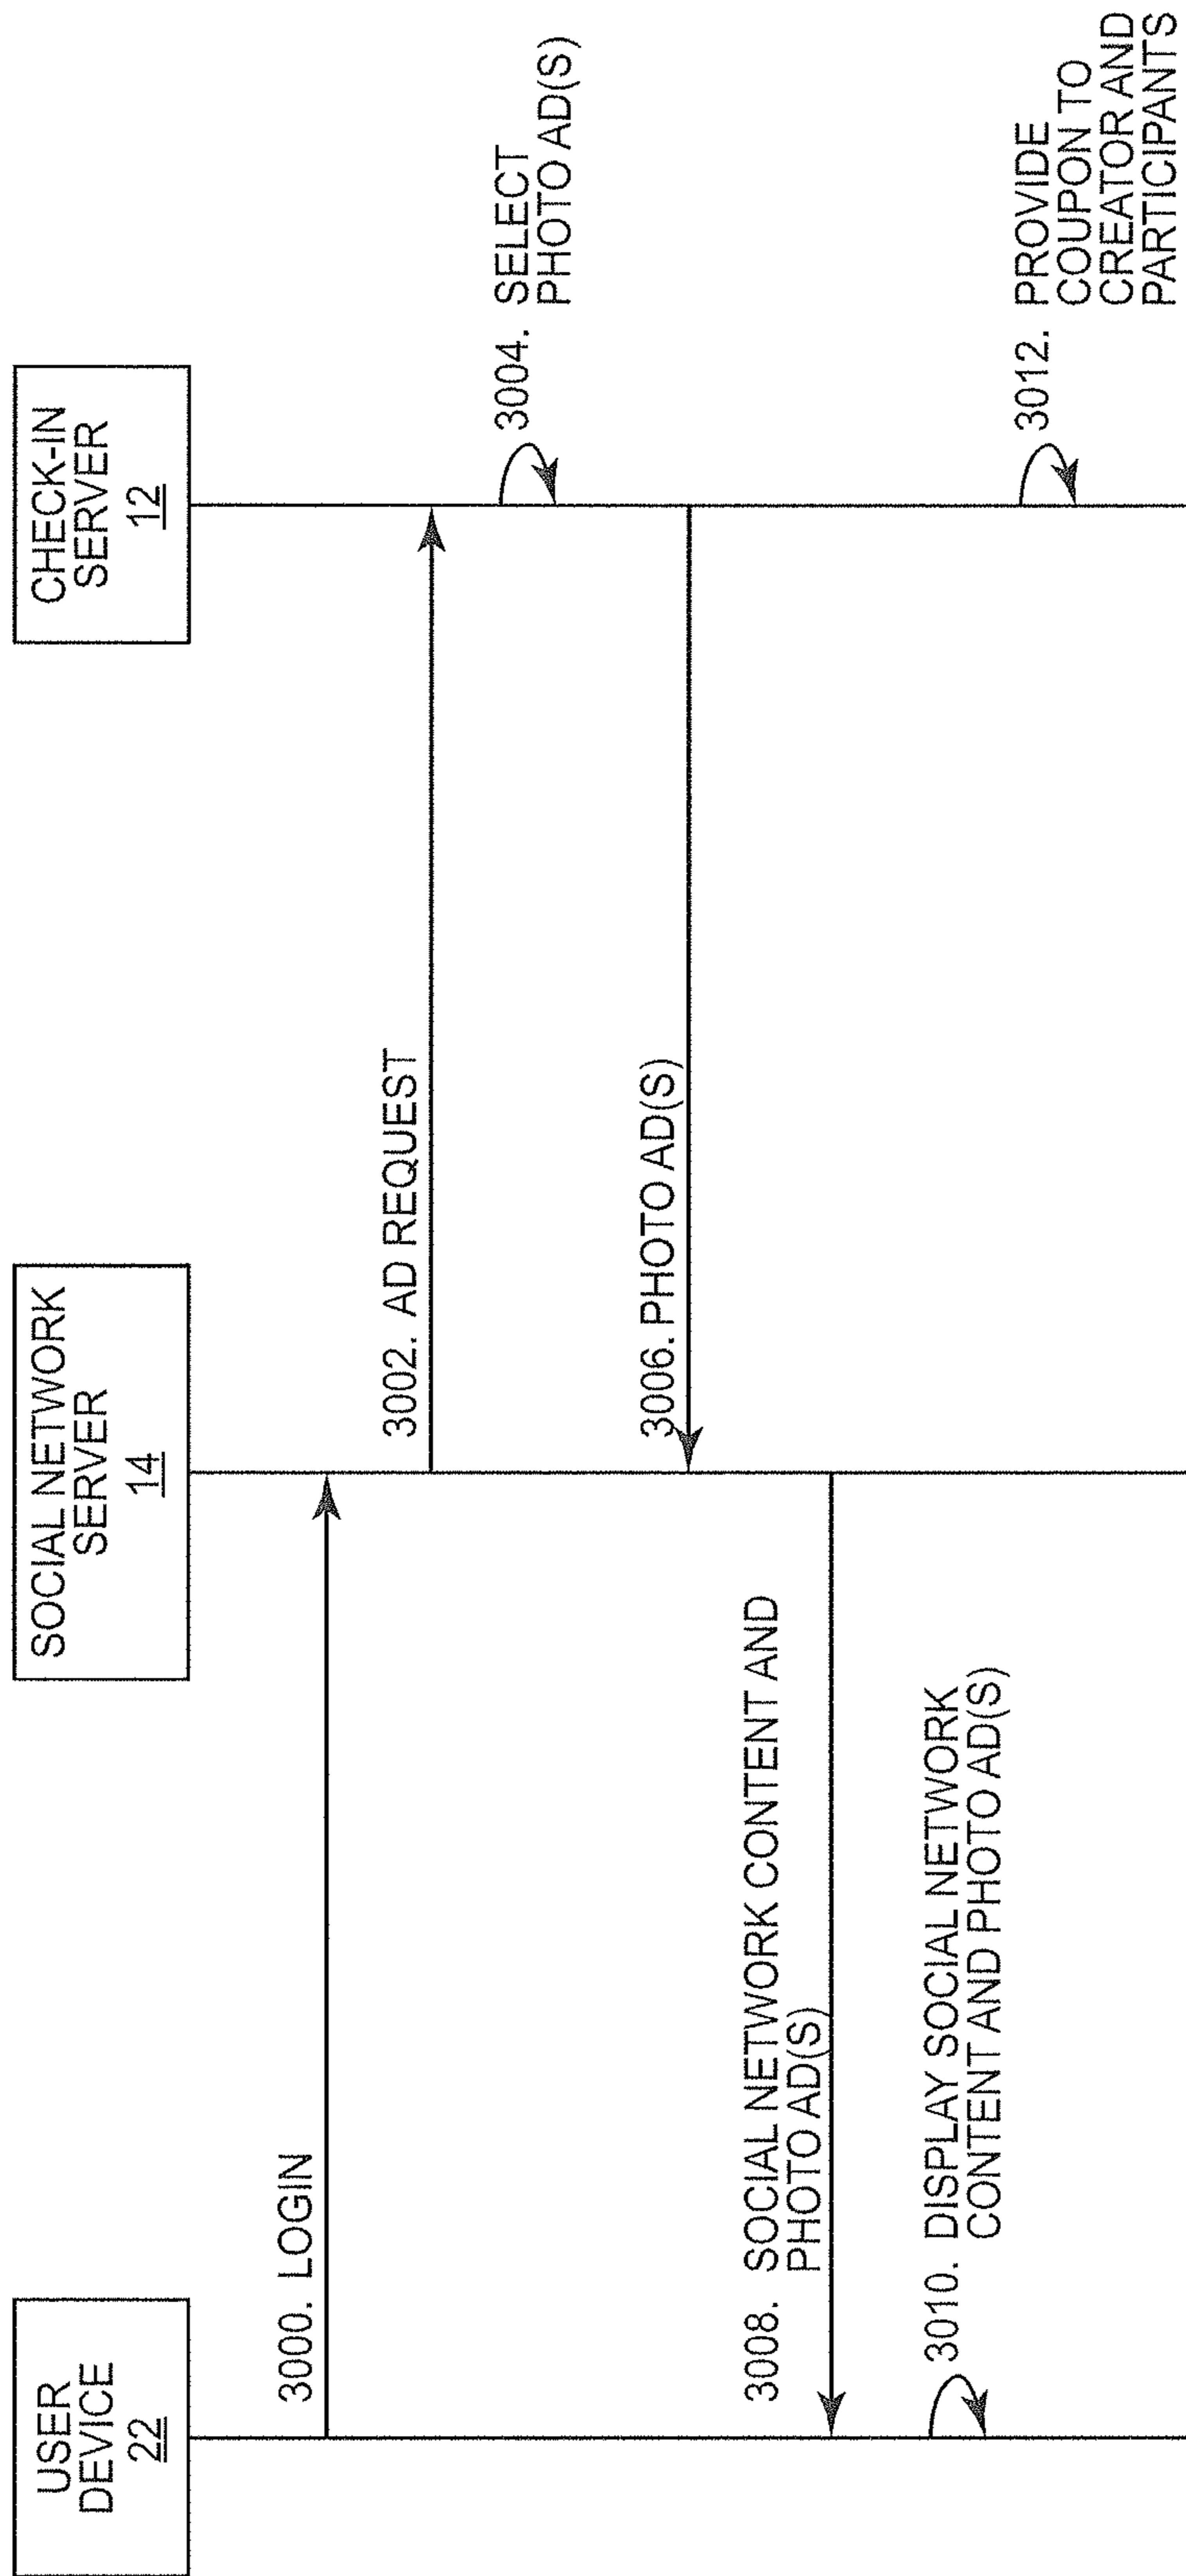 USER
DEVICE
22
SOCIAL NETWORK
SERVER
14
CHECK-IN
SERVER
12
3000. LOGIN
3002. AD REQUEST
3004. SELECT
PHOTO AD(S)
3006. PHOTO AD(S)
3008. SOCIAL NETWORK CONTENT AND
PHOTO AD(S)
3010. DISPLAY SOCIAL NETWORK
CONTENT AND PHOTO AD(S)
3012. PROVIDE
COUPON TO
CREATOR AND
PARTICIPANTS